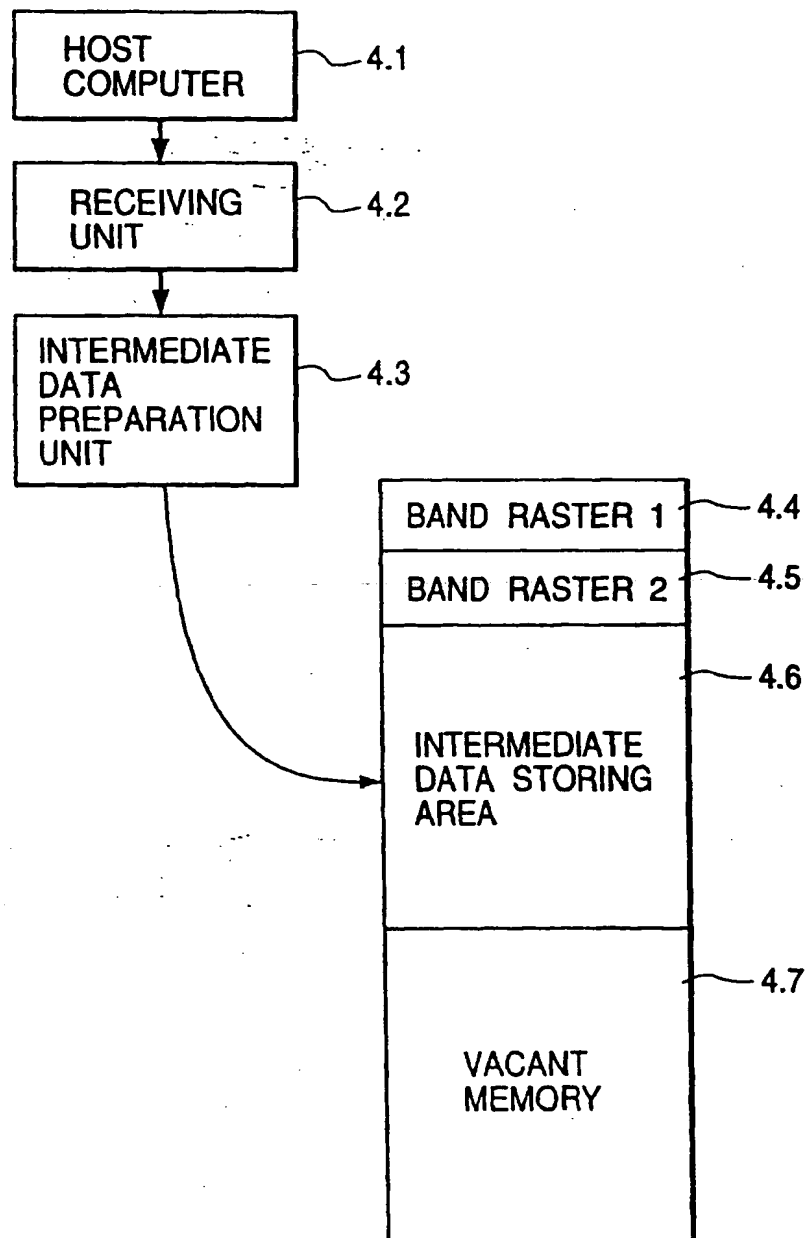 HOST
COMPUTER
4.1
RECEIVING
UNIT
4.2
INTERMEDIATE
DATA
PREPARATION
UNIT
4.3
BAND RASTER 1
4.4
BAND RASTER 2
4.5
4.6
INTERMEDIATE
DATA STORING
AREA
4.7
VACANT
MEMORY